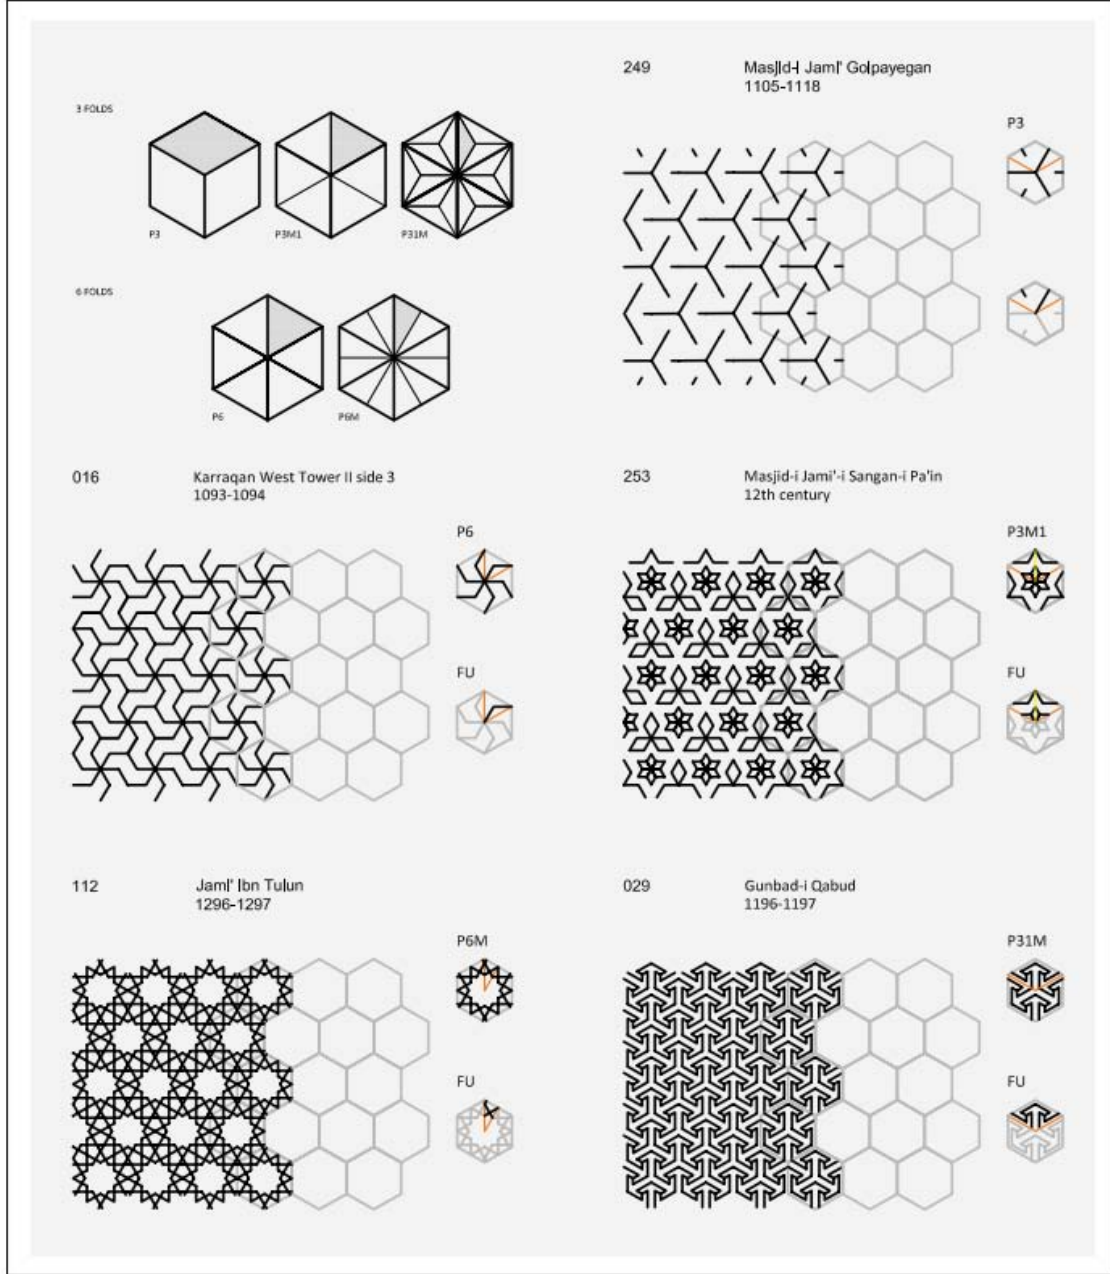 3 FOLDS
P3
P3M1
P31M
6 FOLDS
P6
P6M
249
Masjid-i Jami' Golpayegan
1105-1118
P3
016
Karraqan West Tower II side 3
1093-1094
P6
FU
253
Masjid-i Jami'-i Sangan-i Pa'in
12th century
P3M1
FU
112
Jami' Ibn Tulun
1296-1297
P6M
FU
029
Gunbad-i Qabud
1196-1197
P31M
FU